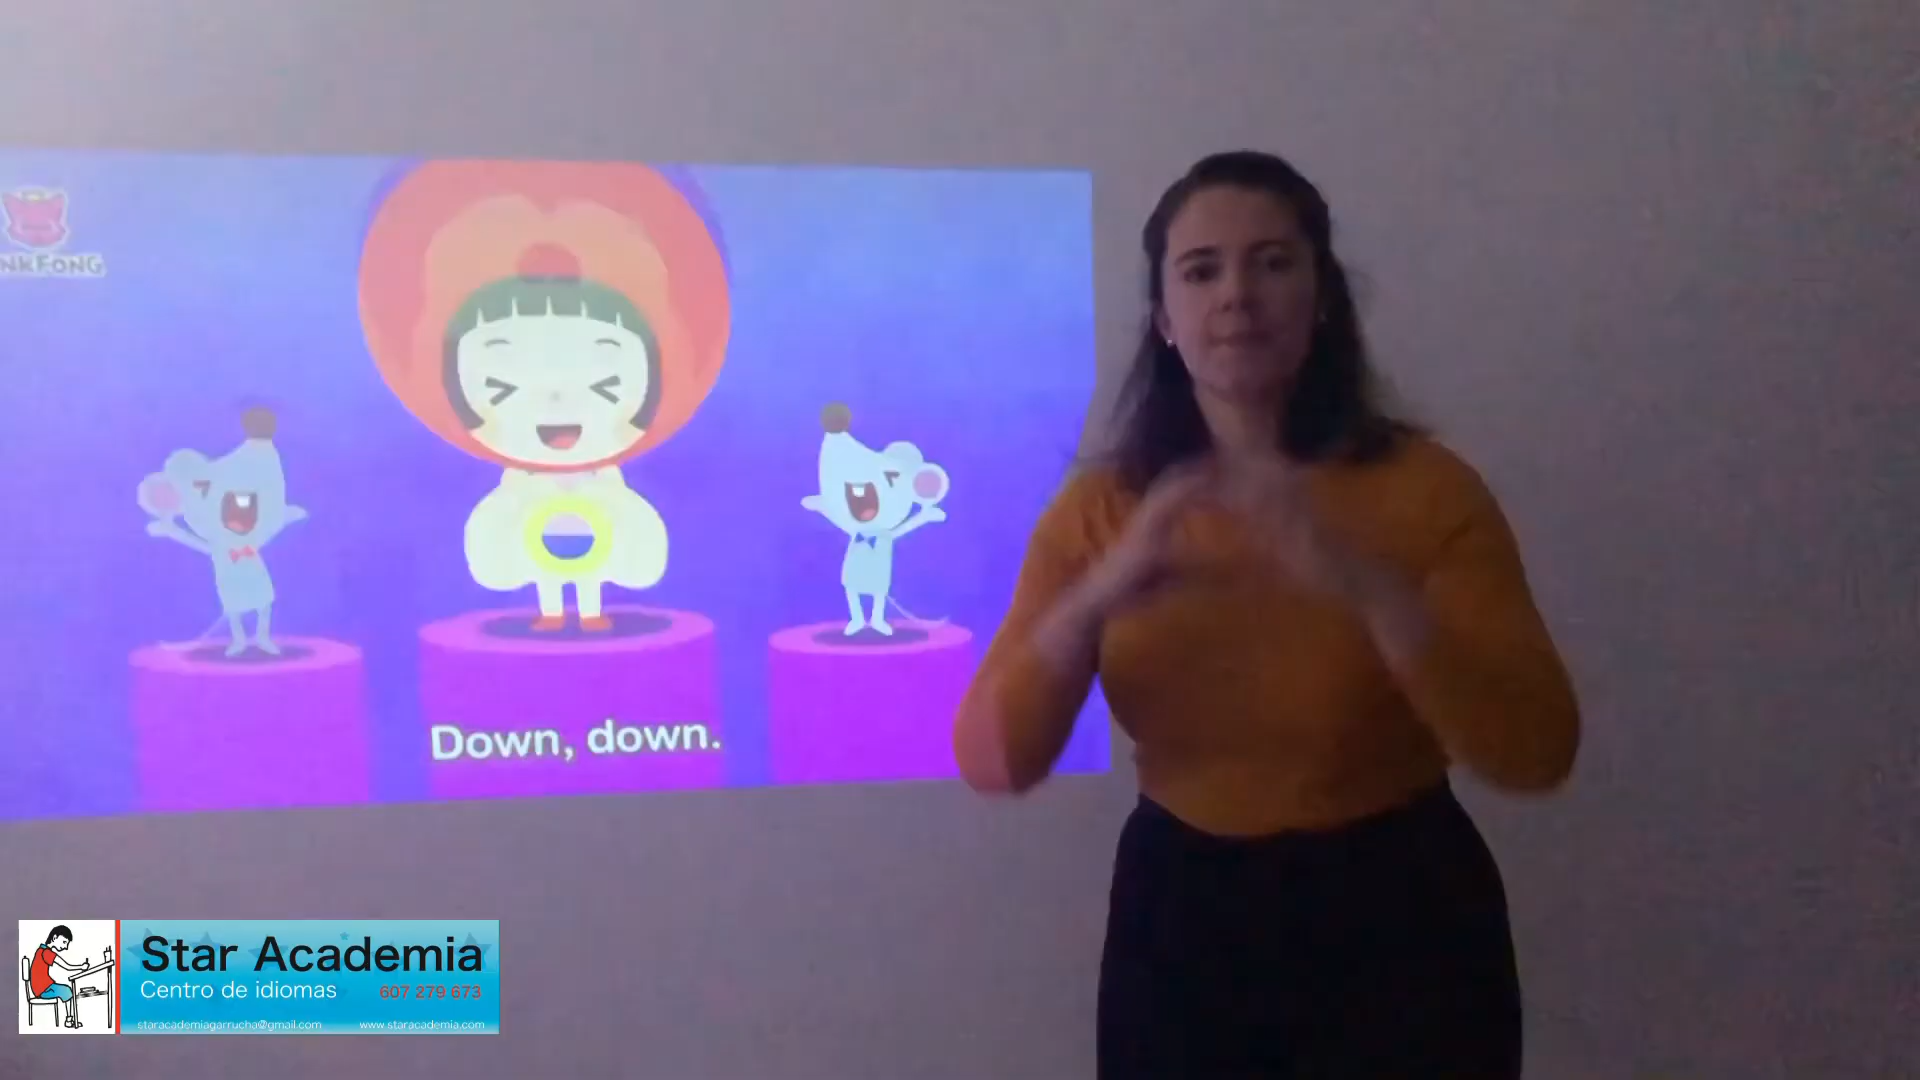 NKFONG
Down, down.
Star Academia
Centro de idiomas 607 279 673
staracademiagarrucha@gmail.com www.staracademia.com